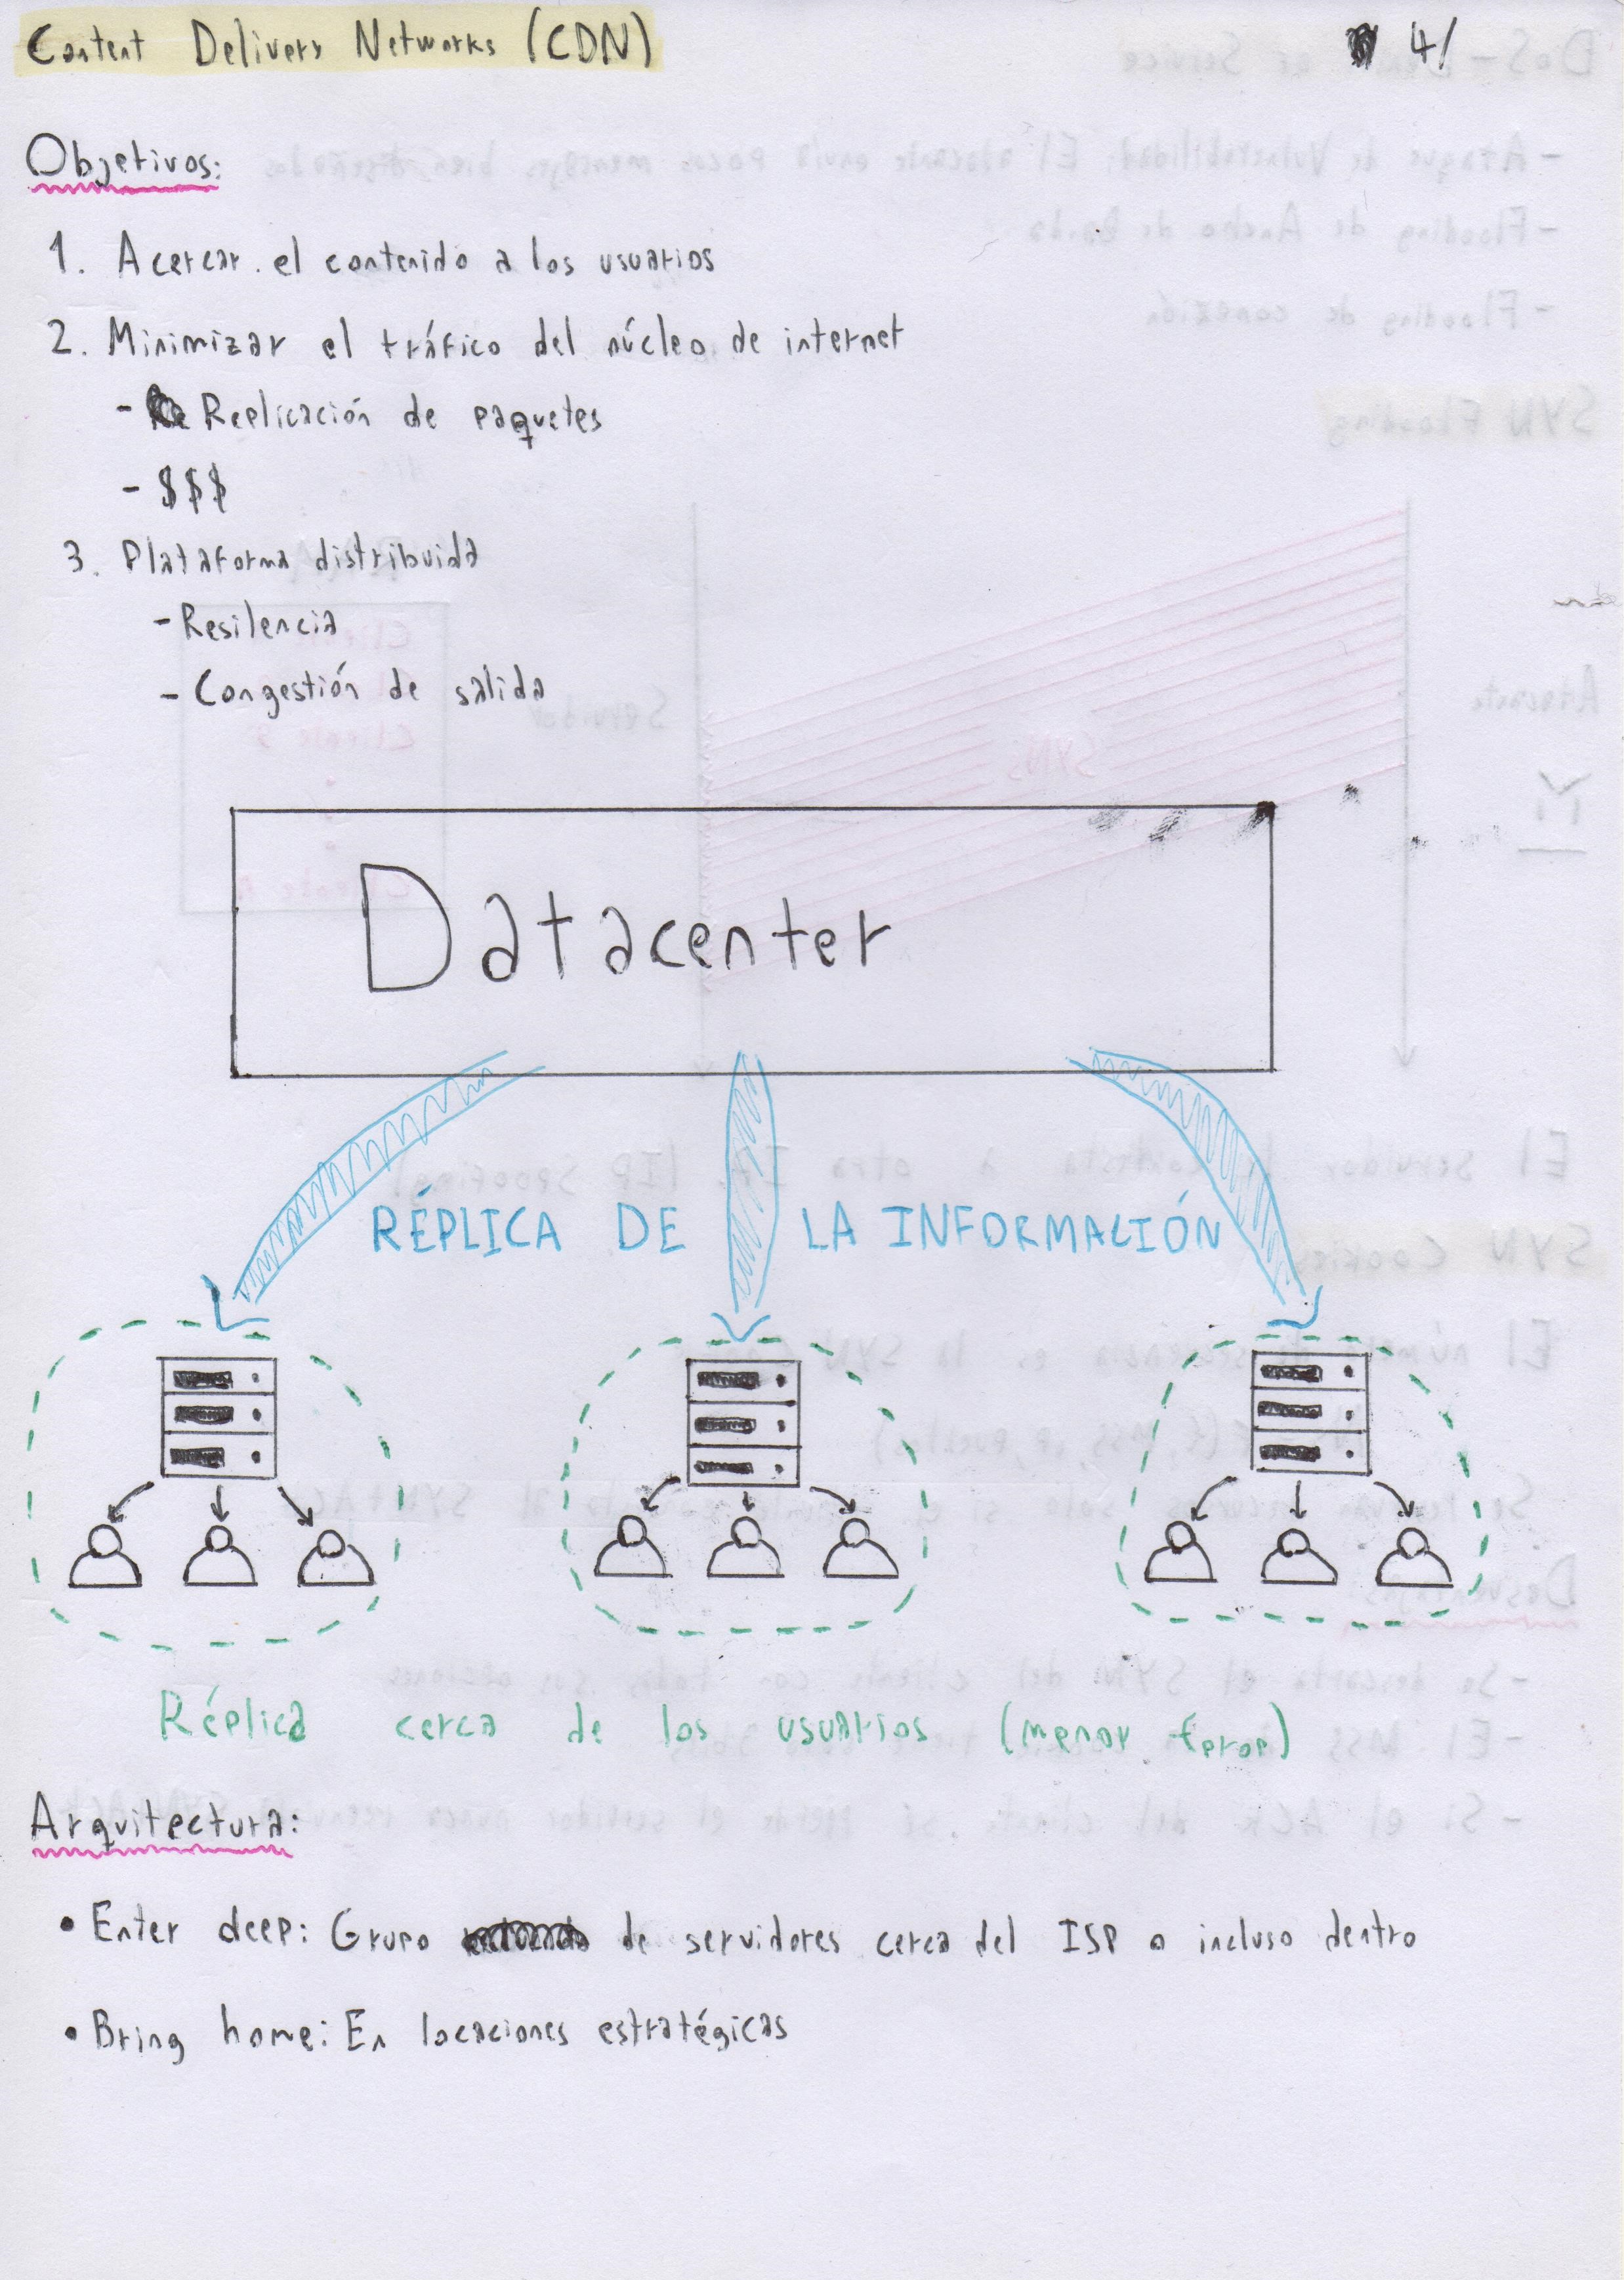 Content Delivery Networks (CDN)
4/
Objetivos:
1. Acercar el contenido a los usuarios
2. Minimizar el tráfico del núcleo de internet
- Replicación de paquetes
- $$$
3. Plataforma distribuida
- Resilencia
- Congestión de salida
Datacenter
RÉPLICA DE LA INFORMACIÓN
Réplica cerca de los usuarios (menor tprop)
Arquitectura:
• Enter deep: Grupo de servidores cerca del ISP o incluso dentro
• Bring home: En locaciones estratégicas